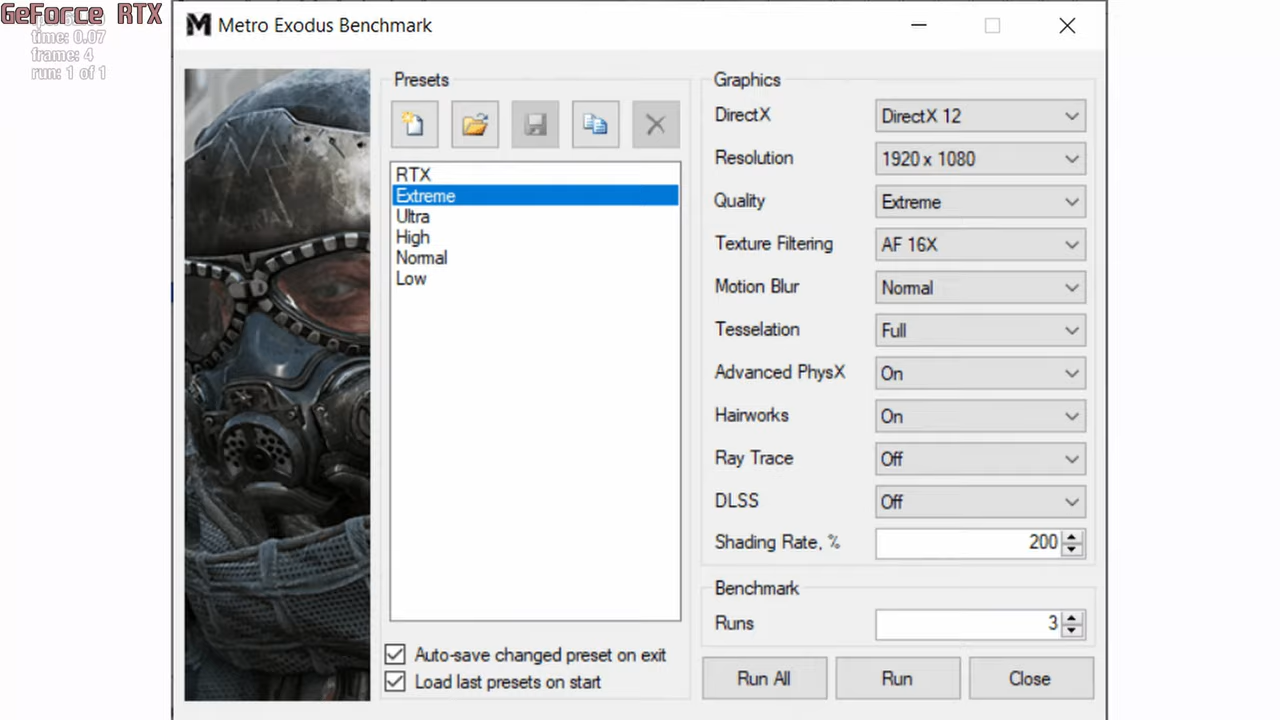 GeForce RTX
time: 0.07
frame: 4
run: 1 of 1
Metro Exodus Benchmark
Presets
RTX
Extreme
Ultra
High
Normal
Low
Auto-save changed preset on exit
Load last presets on start
Graphics
DirectX DirectX 12
Resolution 1920 x 1080
Quality Extreme
Texture Filtering AF 16X
Motion Blur Normal
Tesselation Full
Advanced PhysX On
Hairworks On
Ray Trace Off
DLSS Off
Shading Rate, % 200
Benchmark
Runs 3
Run All Run Close